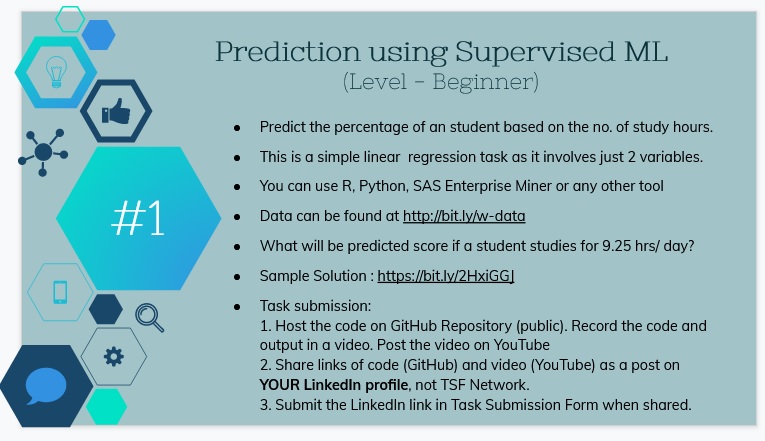 Prediction using Supervised ML
(Level - Beginner)
#1
● Predict the percentage of an student based on the no. of study hours.
● This is a simple linear regression task as it involves just 2 variables.
● You can use R, Python, SAS Enterprise Miner or any other tool
● Data can be found at http://bit.ly/w-data
● What will be predicted score if a student studies for 9.25 hrs/ day?
● Sample Solution : https://bit.ly/2HxiGGJ
● Task submission:
1. Host the code on GitHub Repository (public). Record the code and
output in a video. Post the video on YouTube
2. Share links of code (GitHub) and video (YouTube) as a post on
YOUR LinkedIn profile, not TSF Network.
3. Submit the LinkedIn link in Task Submission Form when shared.